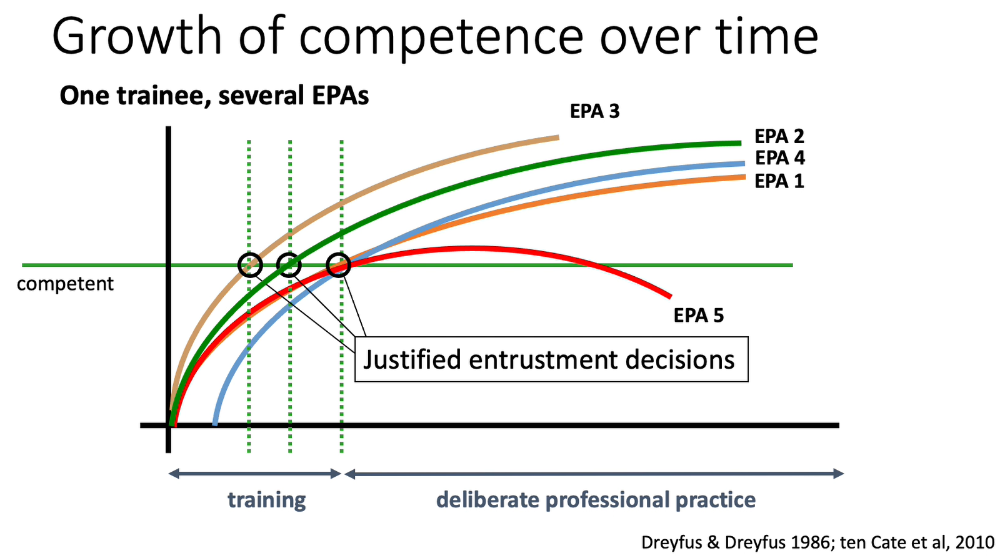 Growth of competence over time
One trainee, several EPAs
EPA 3
EPA 2
EPA 4
EPA 1
competent
EPA 5
Justified entrustment decisions
training
deliberate professional practice
Dreyfus & Dreyfus 1986; ten Cate et al, 2010